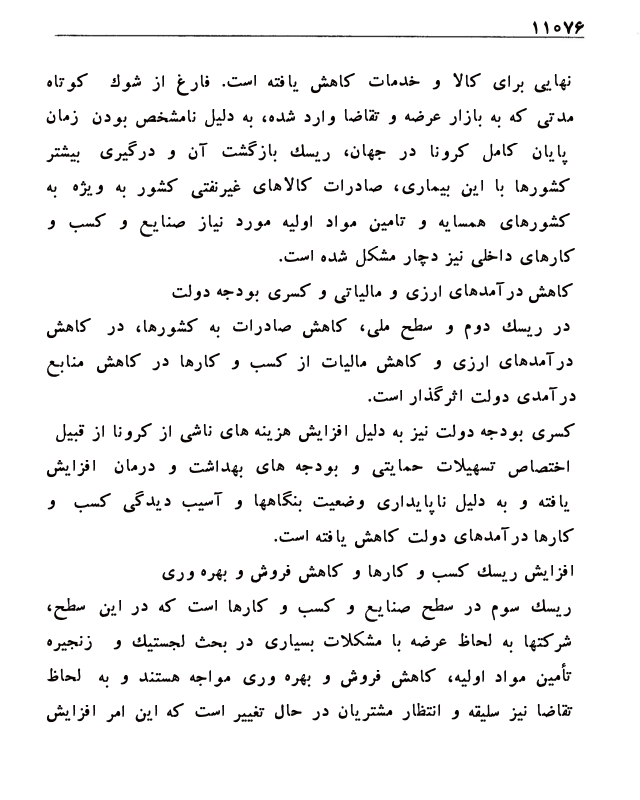 ۱۱۰۷۶
نهایی برای کالا و خدمات کاهش یافته است. فارغ از شوك کوتاه
مدتی که به بازار عرضه و تقاضا وارد شده، به دلیل نامشخص بودن زمان
پایان کامل کرونا در جهان، ریسك بازگشت آن و درگیری بیشتر
کشورها با این بیماری، صادرات کالاهای غیرنفتی کشور به ویژه به
کشورهای همسایه و تامین مواد اولیه مورد نیاز صنایع و کسب و
کارهای داخلی نیز دچار مشکل شده است.
کاهش درآمدهای ارزی و مالیاتی و کسری بودجه دولت
در ریسك دوم و سطح ملی، کاهش صادرات به کشورها، در کاهش
درآمدهای ارزی و کاهش مالیات از کسب و کارها در کاهش منابع
درآمدی دولت اثرگذار است.
کسری بودجه دولت نیز به دلیل افزایش هزینه های ناشی از کرونا از قبیل
اختصاص تسهیلات حمایتی و بودجه های بهداشت و درمان افزایش
یافته و به دلیل ناپایداری وضعیت بنگاهها و آسیب دیدگی کسب و
کارها درآمدهای دولت کاهش یافته است.
افزایش ریسك کسب و کارها و کاهش فروش و بهره وری
ریسك سوم در سطح صنایع و کسب و کارها است که در این سطح،
شرکتها به لحاظ عرضه با مشکلات بسیاری در بحث لجستیك و زنجیره
تأمین مواد اولیه، کاهش فروش و بهره وری مواجه هستند و به لحاظ
تقاضا نیز سلیقه و انتظار مشتریان در حال تغییر است که این امر افزایش